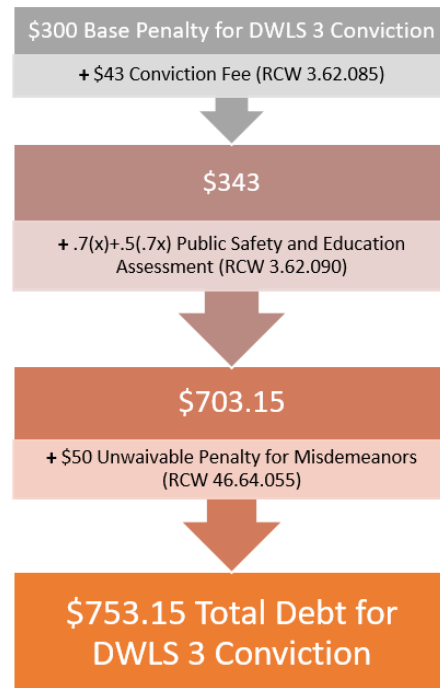 $300 Base Penalty for DWLS 3 Conviction
+ $43 Conviction Fee (RCW 3.62.085)
$343
+ .7(x)+.5(.7x) Public Safety and Education
Assessment (RCW 3.62.090)
$703.15
+ $50 Unwaivable Penalty for Misdemeanors
(RCW 46.64.055)
$753.15 Total Debt for
DWLS 3 Conviction